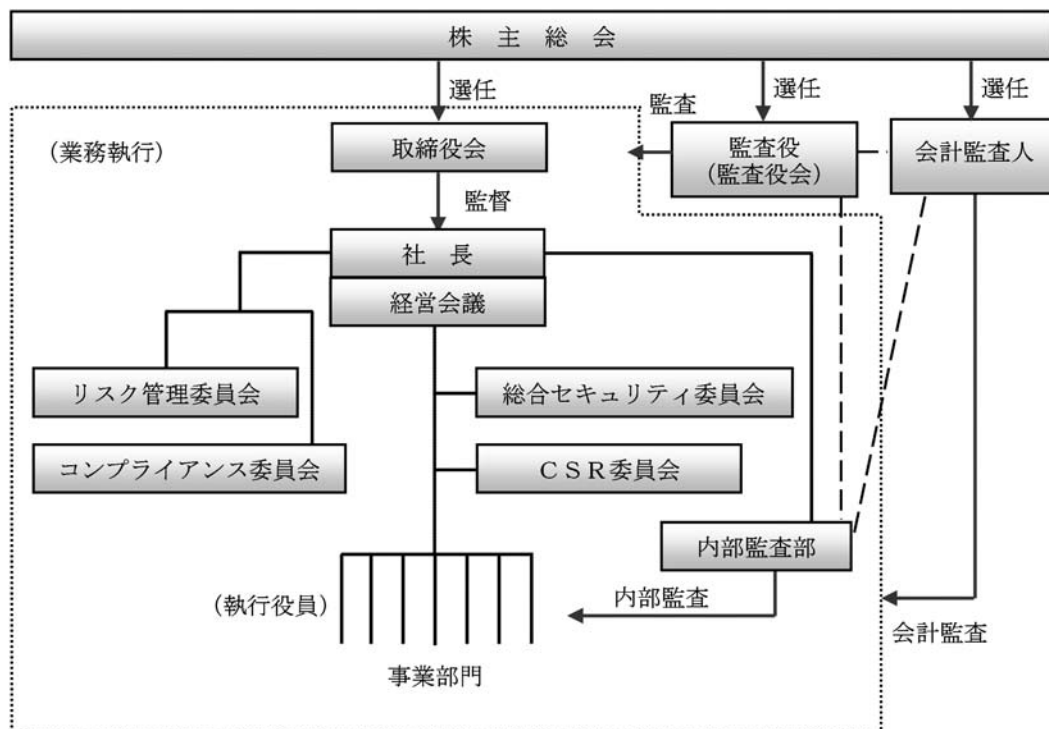 株 主 総 会
選任
選任
選任
監査
(業務執行)
取締役会
監査役
(監査役会)
会計監査人
監督
社 長
経営会議
リスク管理委員会
総合セキュリティ委員会
コンプライアンス委員会
CSR委員会
内部監査部
(執行役員)
内部監査
会計監査
事業部門